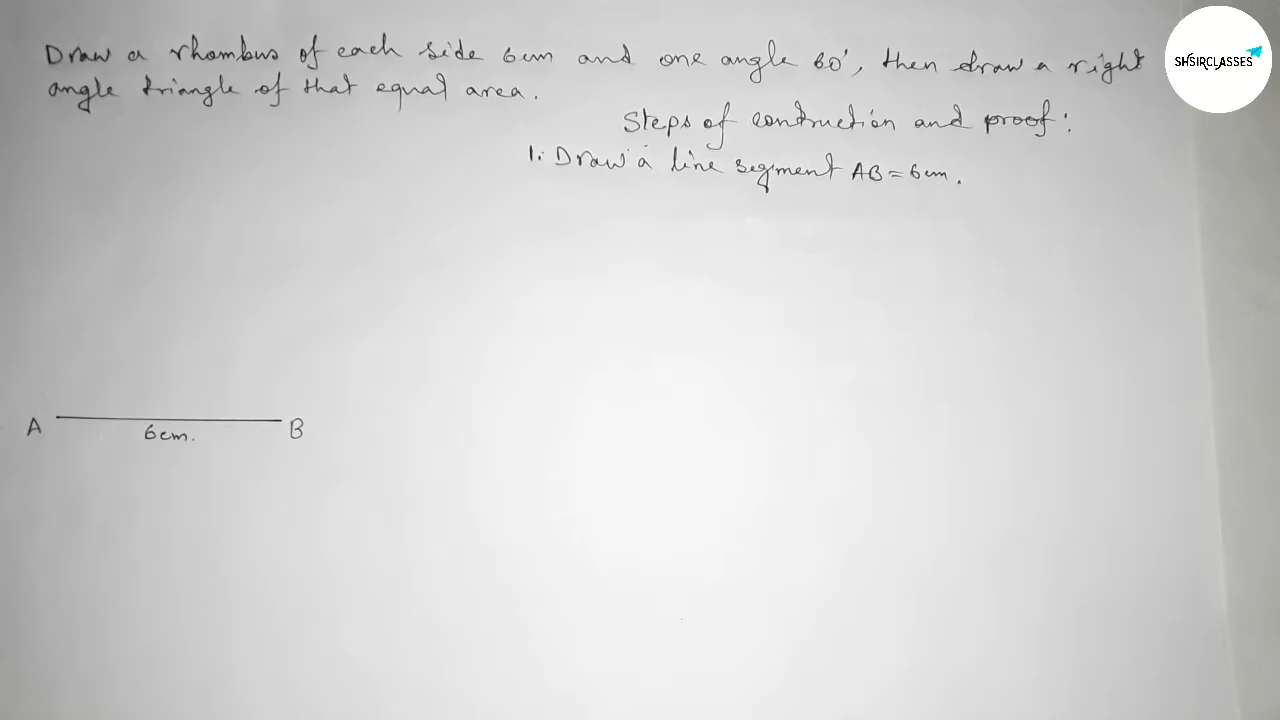 Draw a rhombus of each side 6cm and one angle 60°, then draw a right
angle triangle of that equal area.
Steps of contruction and proof:
1. Draw a line segment AB = 6cm.
A B
6cm.
SHSIRCLASSES